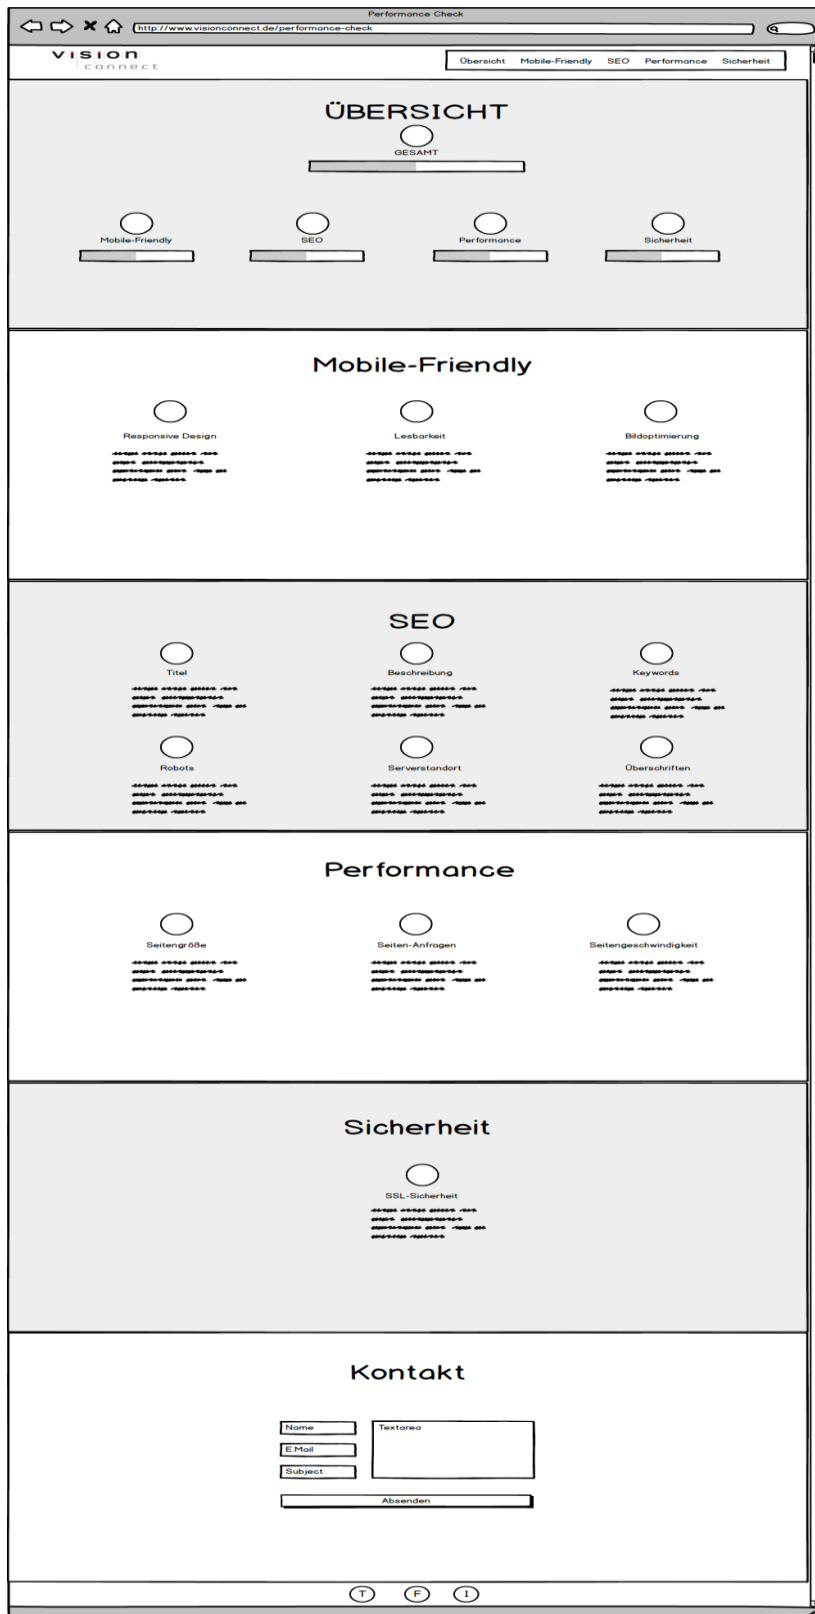 Performance Check
http://www.visionconnect.de/performance-check
vision
connect
Übersicht Mobile-Friendly SEO Performance Sicherheit
ÜBERSICHT
GESAMT
Mobile-Friendly SEO Performance Sicherheit
Mobile-Friendly
Responsive Design Lesbarkeit Bildoptimierung
SEO
Titel Beschreibung Keywords
Robots Serverstandort Überschriften
Performance
Seitengröße Seiten-Anfragen Seitengeschwindigkeit
Sicherheit
SSL-Sicherheit
Kontakt
Name Textarea
E.Mail
Subject
Absenden
T F I